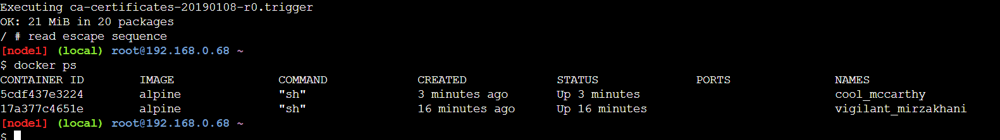 Executing ca-certificates-20190108-r0.trigger
OK: 21 MiB in 20 packages
/ # read escape sequence
[node1] (local) root@192.168.0.68 ~
$ docker ps
CONTAINER ID        IMAGE               COMMAND             CREATED             STATUS              PORTS               NAMES
5cdf437e3224        alpine              "sh"                3 minutes ago       Up 3 minutes                            cool_mccarthy
17a377c4651e        alpine              "sh"                16 minutes ago      Up 16 minutes                           vigilant_mirzakhani
[node1] (local) root@192.168.0.68 ~
$